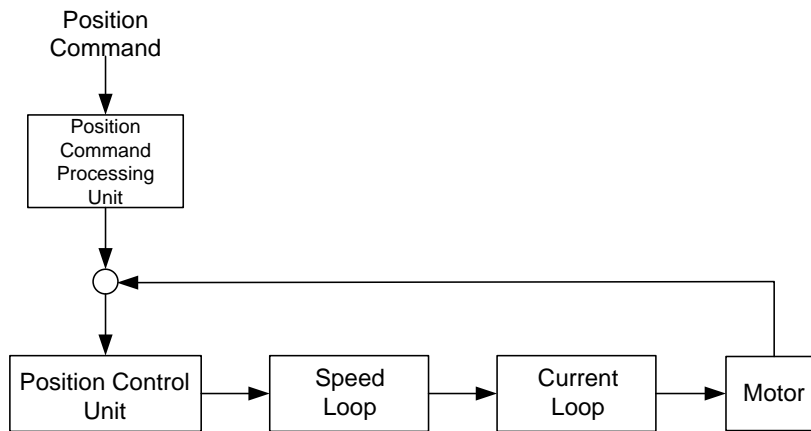 Position
Command
Position
Command
Processing
Unit
Position Control
Unit
Speed
Loop
Current
Loop
Motor